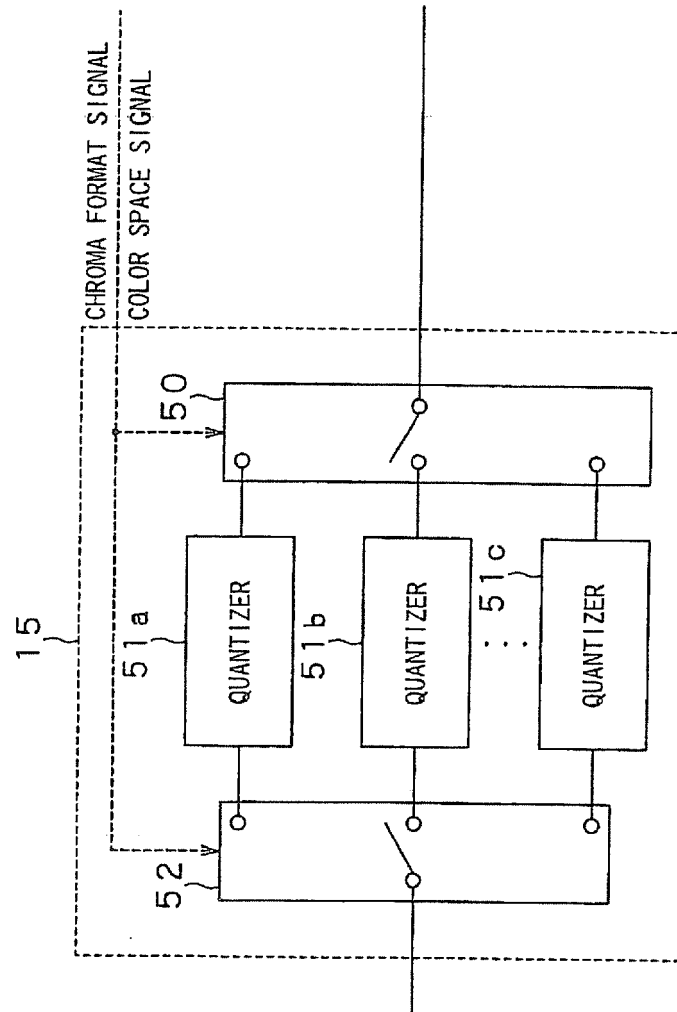 CHROMA FORMAT SIGNAL
COLOR SPACE SIGNAL
15
50
51a
QUANTIZER
51b
QUANTIZER
51c
QUANTIZER
52